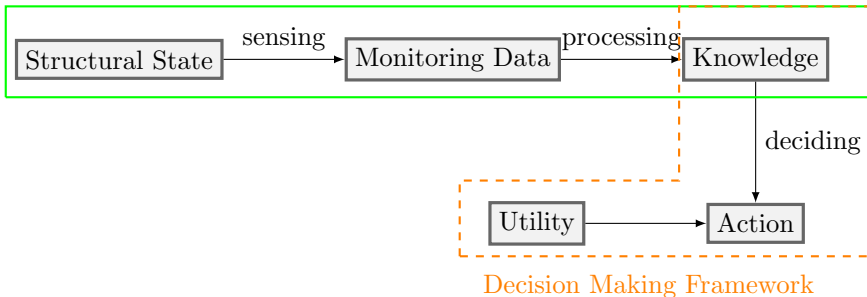 sensing
processing
Structural State
Monitoring Data
Knowledge
deciding
Utility
Action
Decision Making Framework